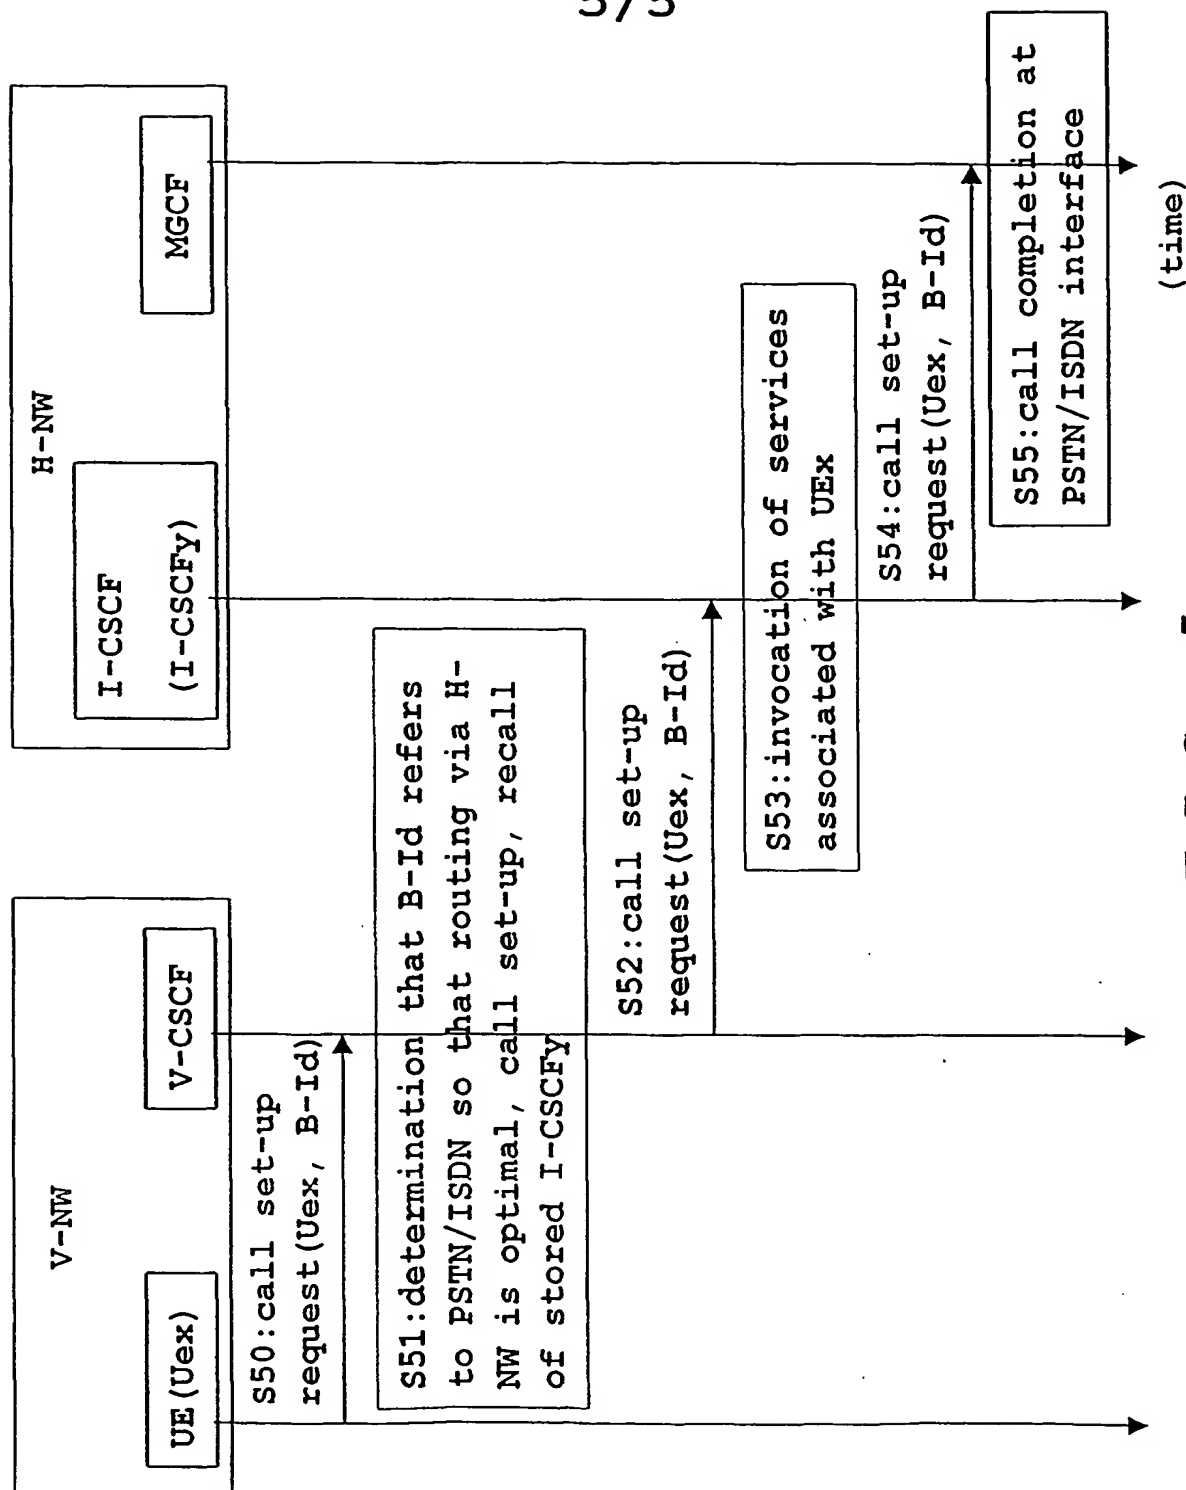 5/5
V-NW
UE(Uex)
V-CSCF
H-NW
I-CSCF
(I-CSCFy)
MGCF
S50:call set-up
request(Uex, B-Id)
S51:determination that B-Id refers
to PSTN/ISDN so that routing via H-
NW is optimal, call set-up, recall
of stored I-CSCFy
S52:call set-up
request(Uex, B-Id)
S53:invocation of services
associated with UEx
S54:call set-up
request(Uex, B-Id)
S55:call completion at
PSTN/ISDN interface
(time)